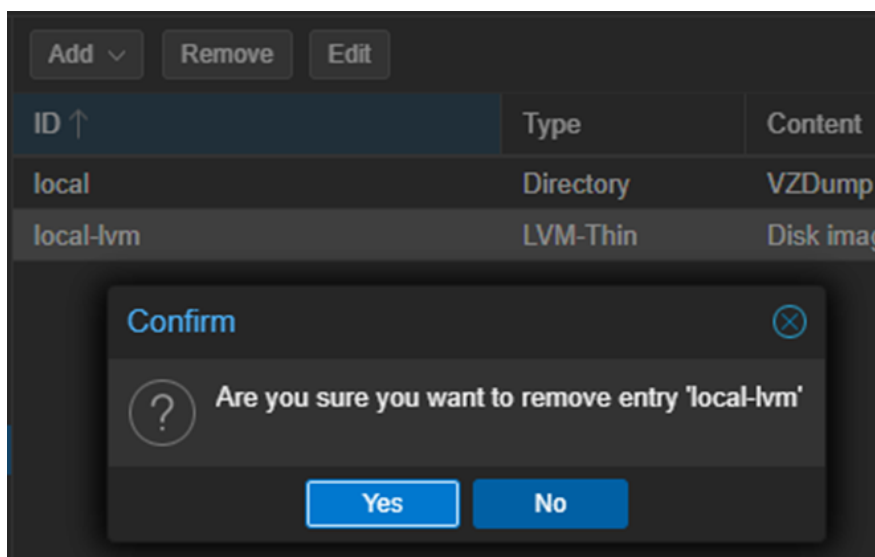 Add Remove Edit
ID Type Content
local Directory VZDump
local-lvm LVM-Thin Disk
Confirm
Are you sure you want to remove entry 'local-lvm'
Yes No